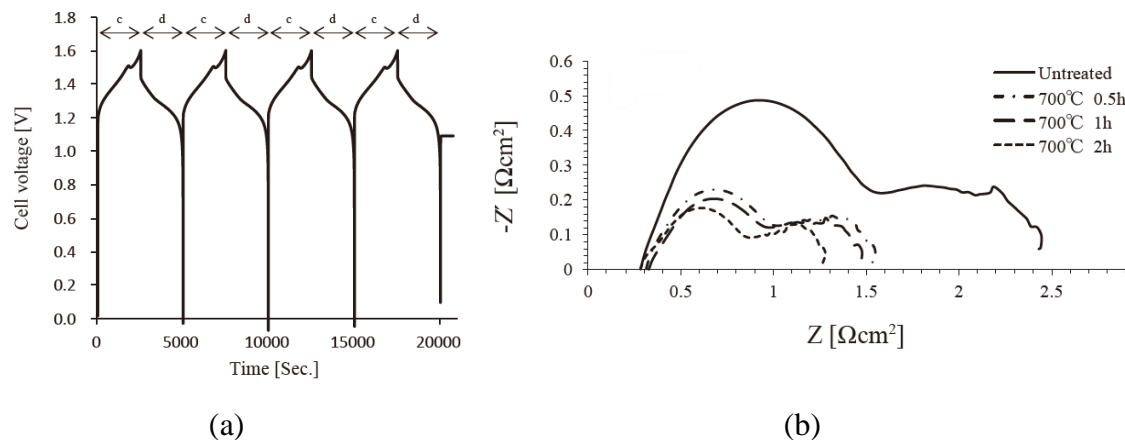 c d c d c d c d
1.8
1.6
1.4
1.2
1.0
0.8
0.6
0.4
0.2
0.0
Cell voltage [V]
0 5000 10000 15000 20000
Time [Sec.]
(a)
0.6
0.5
0.4
0.3
0.2
0.1
0
-Z' [Ωcm²]
Untreated
700℃ 0.5h
700℃ 1h
700℃ 2h
0 0.5 1 1.5 2 2.5
Z [Ωcm²]
(b)